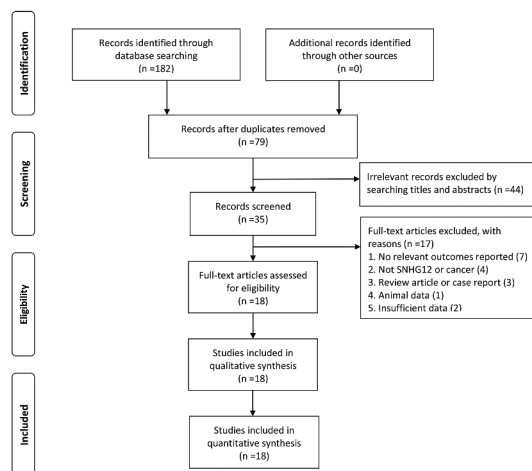 Identification
Records identified through
database searching
(n =182)
Additional records identified
through other sources
(n =0)
Records after duplicates removed
(n =79)
Screening
Irrelevant records excluded by
searching titles and abstracts (n =44)
Records screened
(n =35)
Full-text articles excluded, with
reasons (n =17)
1. No relevant outcomes reported (7)
2. Not SNHG12 or cancer (4)
3. Review article or case report (3)
4. Animal data (1)
5. Insufficient data (2)
Eligibility
Full-text articles assessed
for eligibility
(n =18)
Studies included in
qualitative synthesis
(n =18)
Included
Studies included in
quantitative synthesis
(n =18)